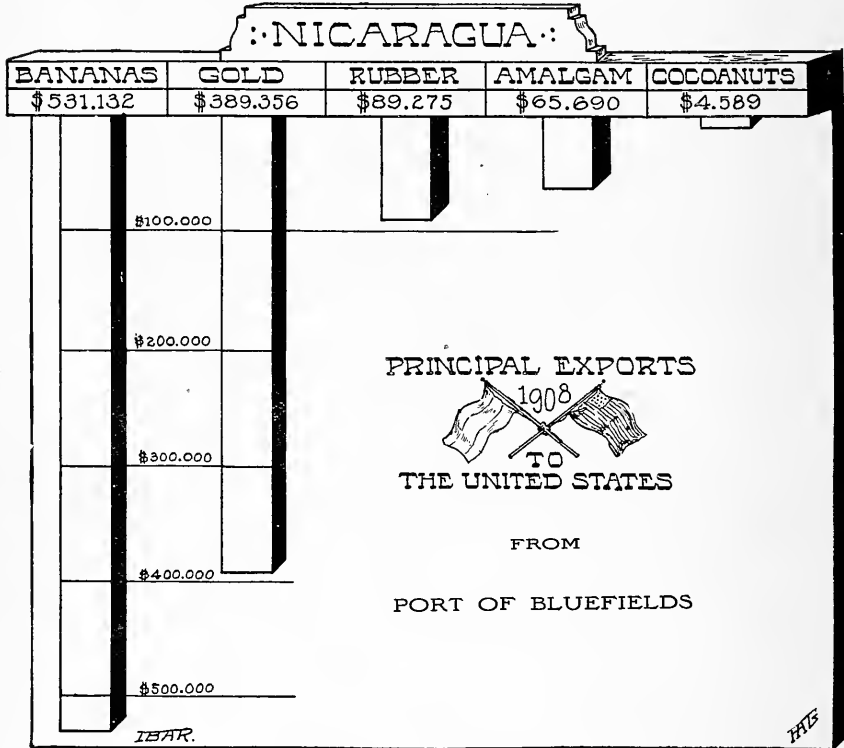 :·NICARAGUA·:
BANANAS GOLD RUBBER AMALGAM COCOANUTS
$531.132 $389.356 $89.275 $65.690 $4.589
$100.000
$200.000
$300.000
$400.000
$500.000
PRINCIPAL EXPORTS
1908
TO
THE UNITED STATES
FROM
PORT OF BLUEFIELDS
IBAR.